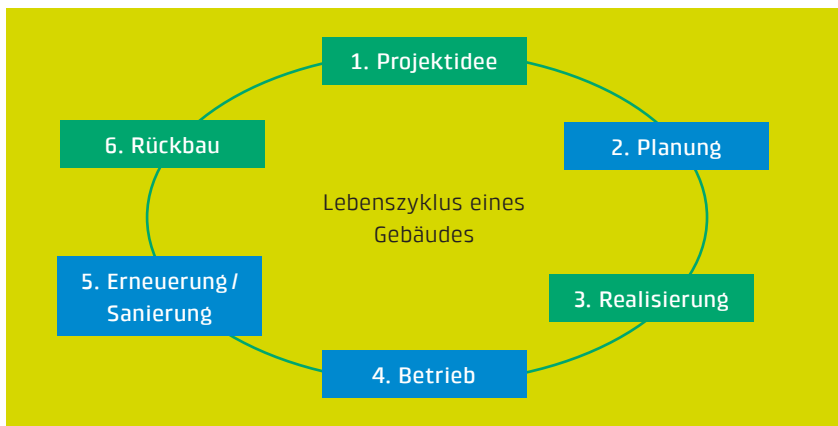 1. Projektidee
2. Planung
3. Realisierung
4. Betrieb
5. Erneuerung/
Sanierung
6. Rückbau
Lebenszyklus eines
Gebäudes